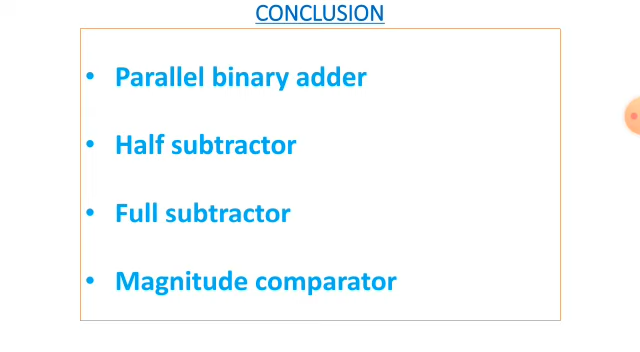 CONCLUSION
• Parallel binary adder
• Half subtractor
• Full subtractor
• Magnitude comparator